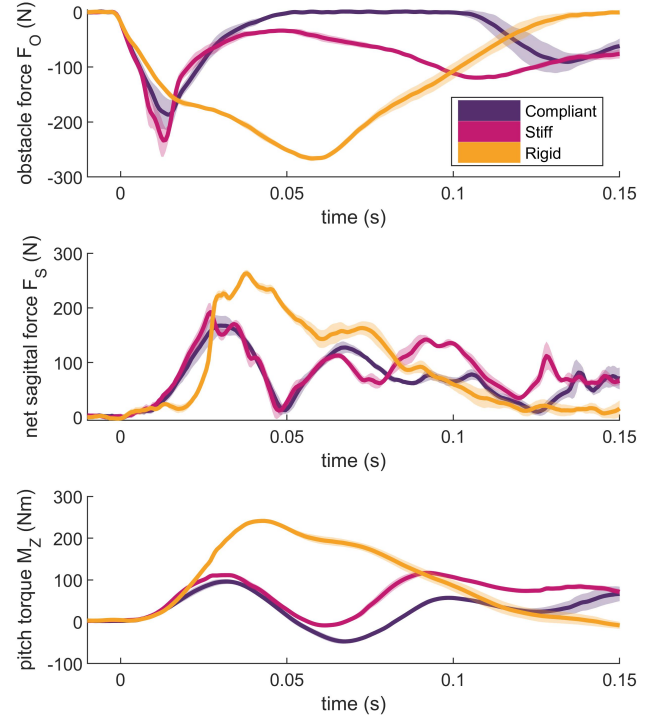 obstacle force F_O (N)
0
-100
-200
-300
0
0.05
0.1
0.15
time (s)
Compliant
Stiff
Rigid
net sagittal force F_S (N)
300
200
100
0
0
0.05
0.1
0.15
time (s)
pitch torque M_Z (Nm)
300
200
100
0
-100
0
0.05
0.1
0.15
time (s)